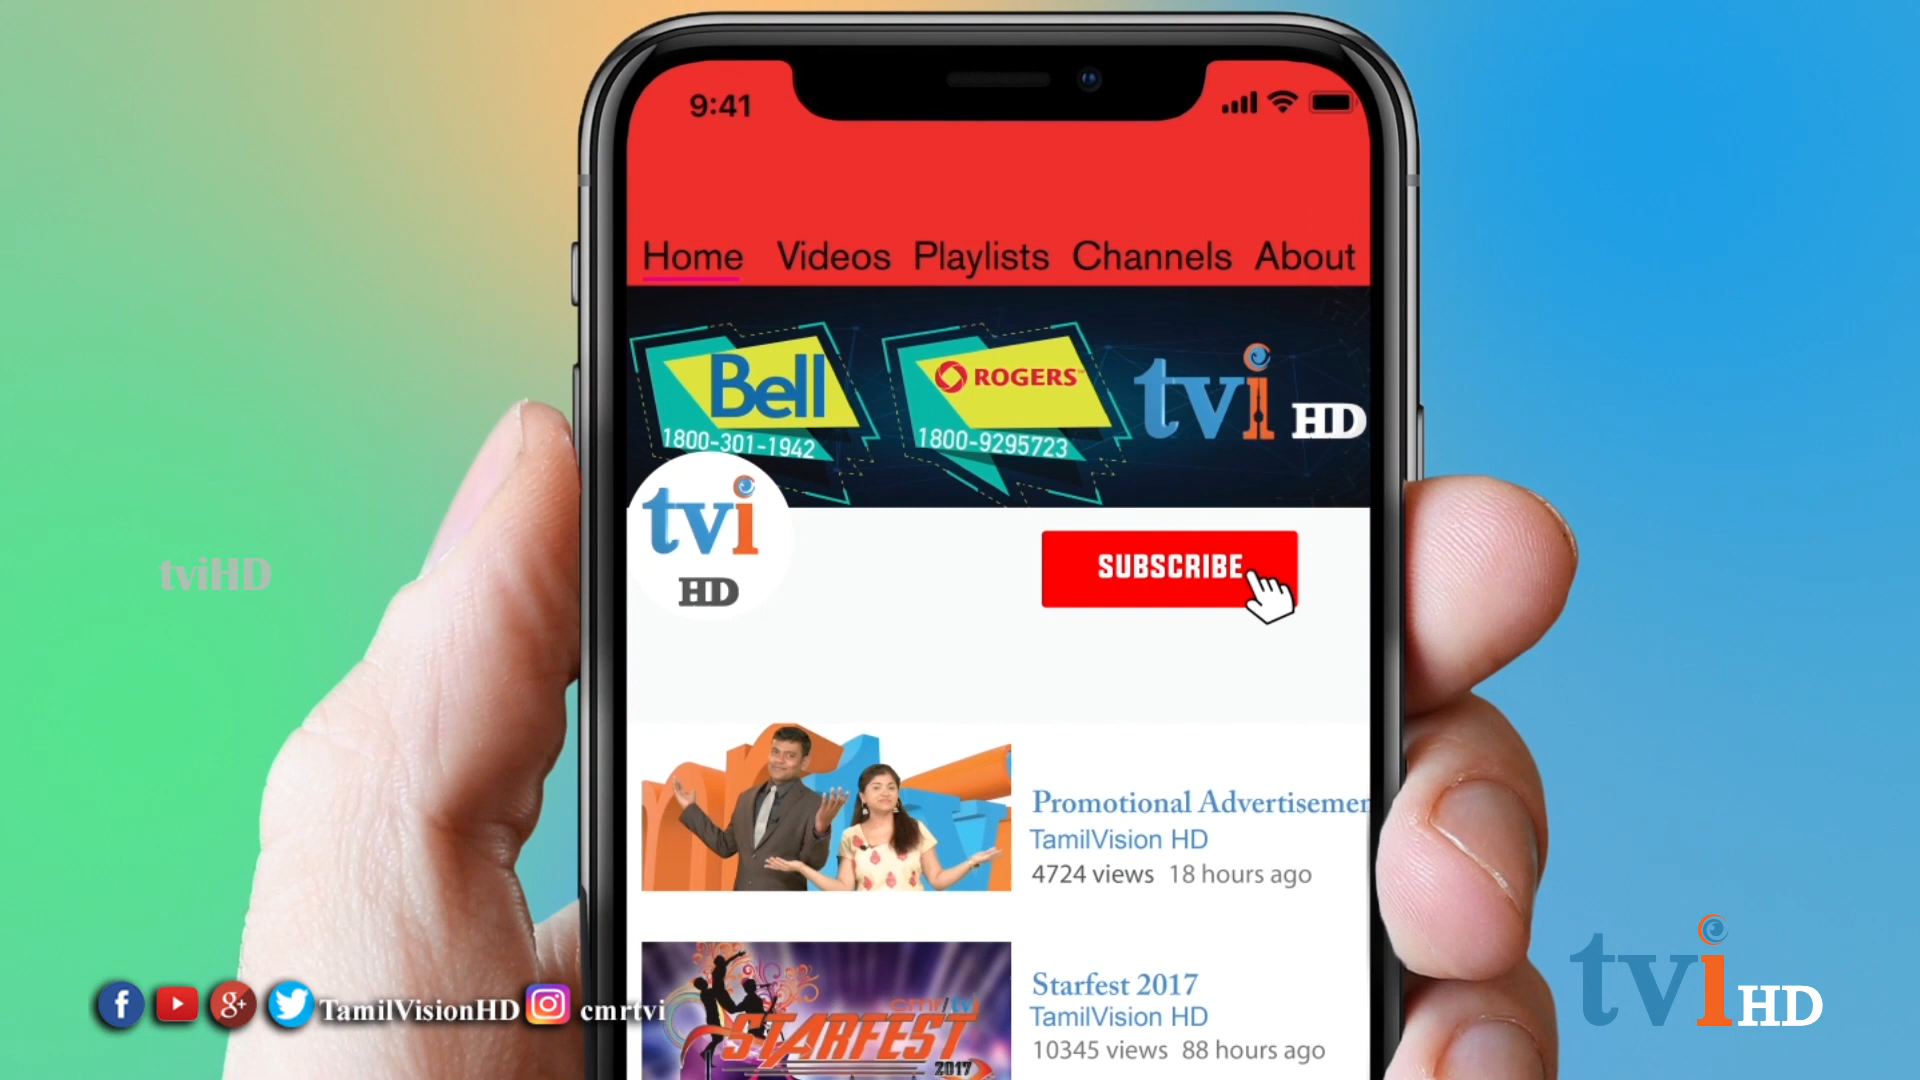 9:41
Home Videos Playlists Channels About
Bell
1800-301-1942
ROGERS
1800-9295723
tvi HD
tvi
HD
SUBSCRIBE
tviHD
Promotional Advertisemen
TamilVision HD
4724 views 18 hours ago
Starfest 2017
TamilVision HD
10345 views 88 hours ago
cmr/tvi
STARFEST
2017
f g+ TamilVisionHD cmrtvi
tvi HD